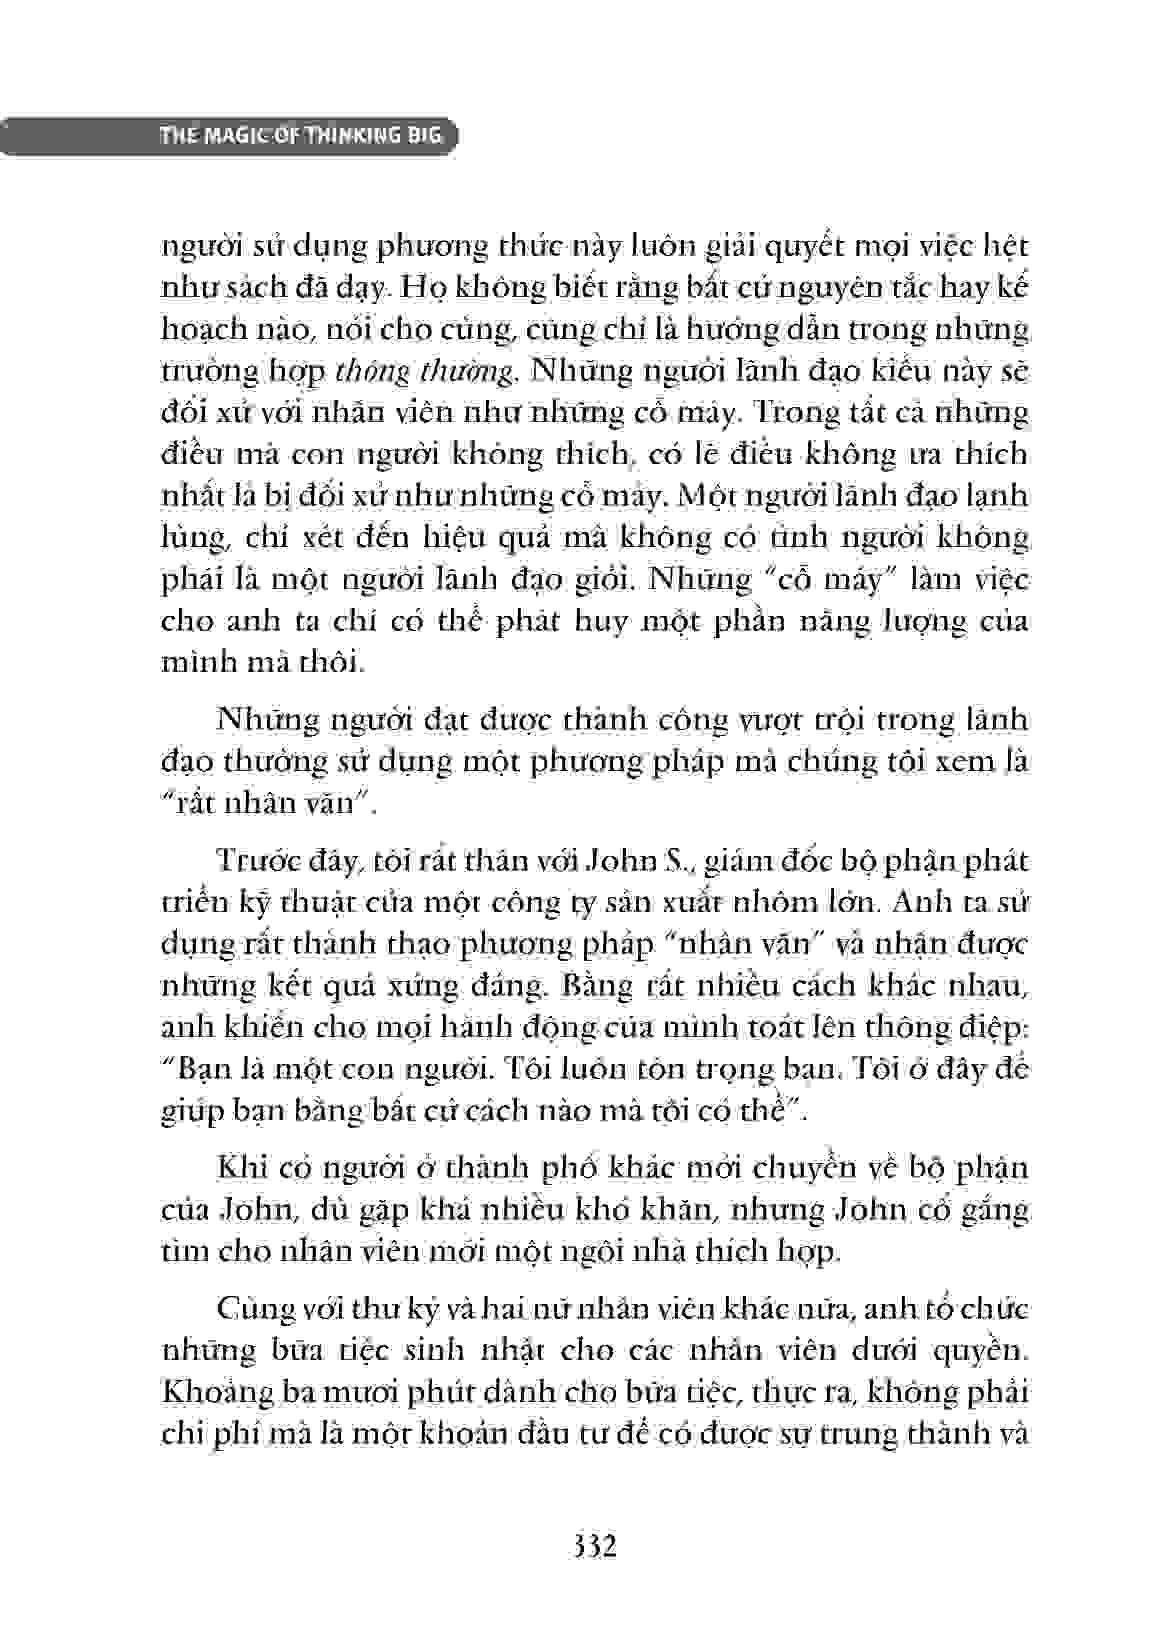 THE MAGIC OF THINKING BIG
người sử dụng phương thức này luôn giải quyết mọi việc hệt
như sách đã dạy. Họ không biết rằng bất cứ nguyên tắc hay kế
hoạch nào, nói cho cùng, cũng chỉ là hướng dẫn trong những
trường hợp thông thường. Những người lãnh đạo kiểu này sẽ
đối xử với nhân viên như những cỗ máy. Trong tất cả những
điều mà con người không thích, có lẽ điều không ưa thích
nhất là bị đối xử như những cỗ máy. Một người lãnh đạo lạnh
lùng, chỉ xét đến hiệu quả mà không có tình người không
phải là một người lãnh đạo giỏi. Những “cỗ máy” làm việc
cho anh ta chỉ có thể phát huy một phần năng lượng của
mình mà thôi.
Những người đạt được thành công vượt trội trong lãnh
đạo thường sử dụng một phương pháp mà chúng tôi xem là
“rất nhân văn”.
Trước đây, tôi rất thân với John S., giám đốc bộ phận phát
triển kỹ thuật của một công ty sản xuất nhôm lớn. Anh ta sử
dụng rất thành thạo phương pháp “nhân văn” và nhận được
những kết quả xứng đáng. Bằng rất nhiều cách khác nhau,
anh khiến cho mọi hành động của mình toát lên thông điệp:
“Bạn là một con người. Tôi luôn tôn trọng bạn. Tôi ở đây để
giúp bạn bằng bất cứ cách nào mà tôi có thể”.
Khi có người ở thành phố khác mới chuyển về bộ phận
của John, dù gặp khá nhiều khó khăn, nhưng John cố gắng
tìm cho nhân viên mới một ngôi nhà thích hợp.
Cùng với thư ký và hai nữ nhân viên khác nữa, anh tổ chức
những bữa tiệc sinh nhật cho các nhân viên dưới quyền.
Khoảng ba mươi phút dành cho bữa tiệc, thực ra, không phải
chi phí mà là một khoản đầu tư để có được sự trung thành và
332